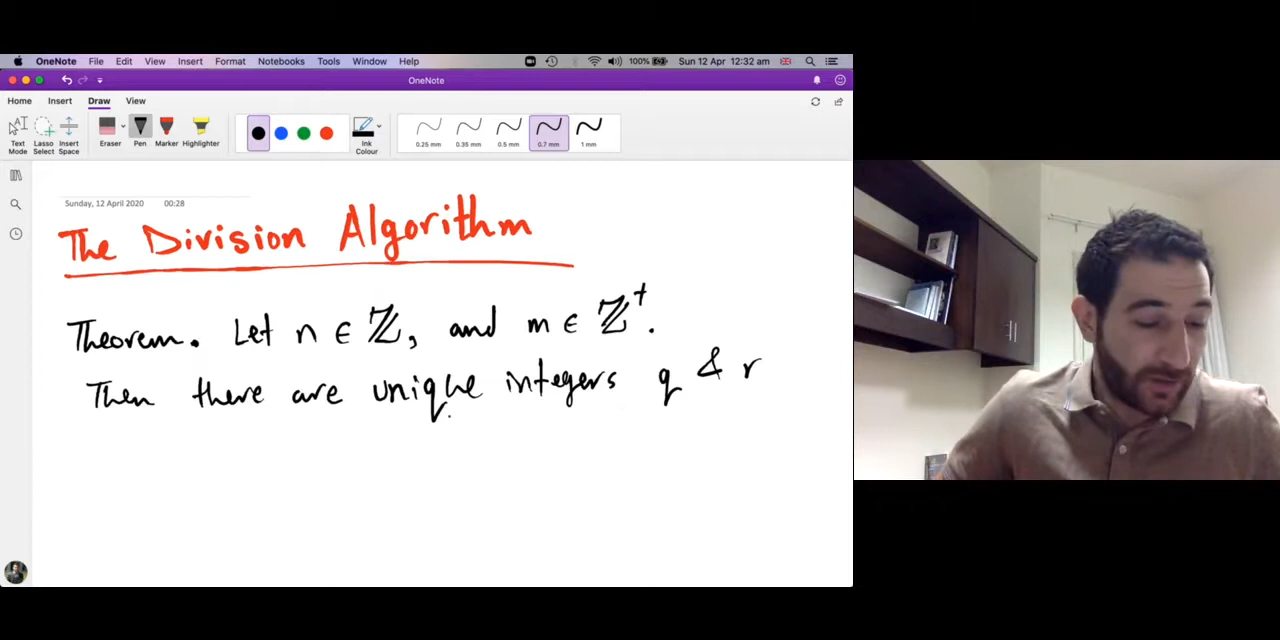 OneNote File Edit View Insert Format Notebooks Tools Window Help 100% Sun 12 Apr 12:32 am
OneNote
Home Insert Draw View
Text Mode Lasso Select Insert Space Eraser Pen Marker Highlighter Ink Colour 0.25 mm 0.35 mm 0.5 mm 0.7 mm 1 mm
Sunday, 12 April 2020 00:28
The Division Algorithm
Theorem. Let n ∈ ℤ, and m ∈ ℤ⁺.
Then there are unique integers q & r